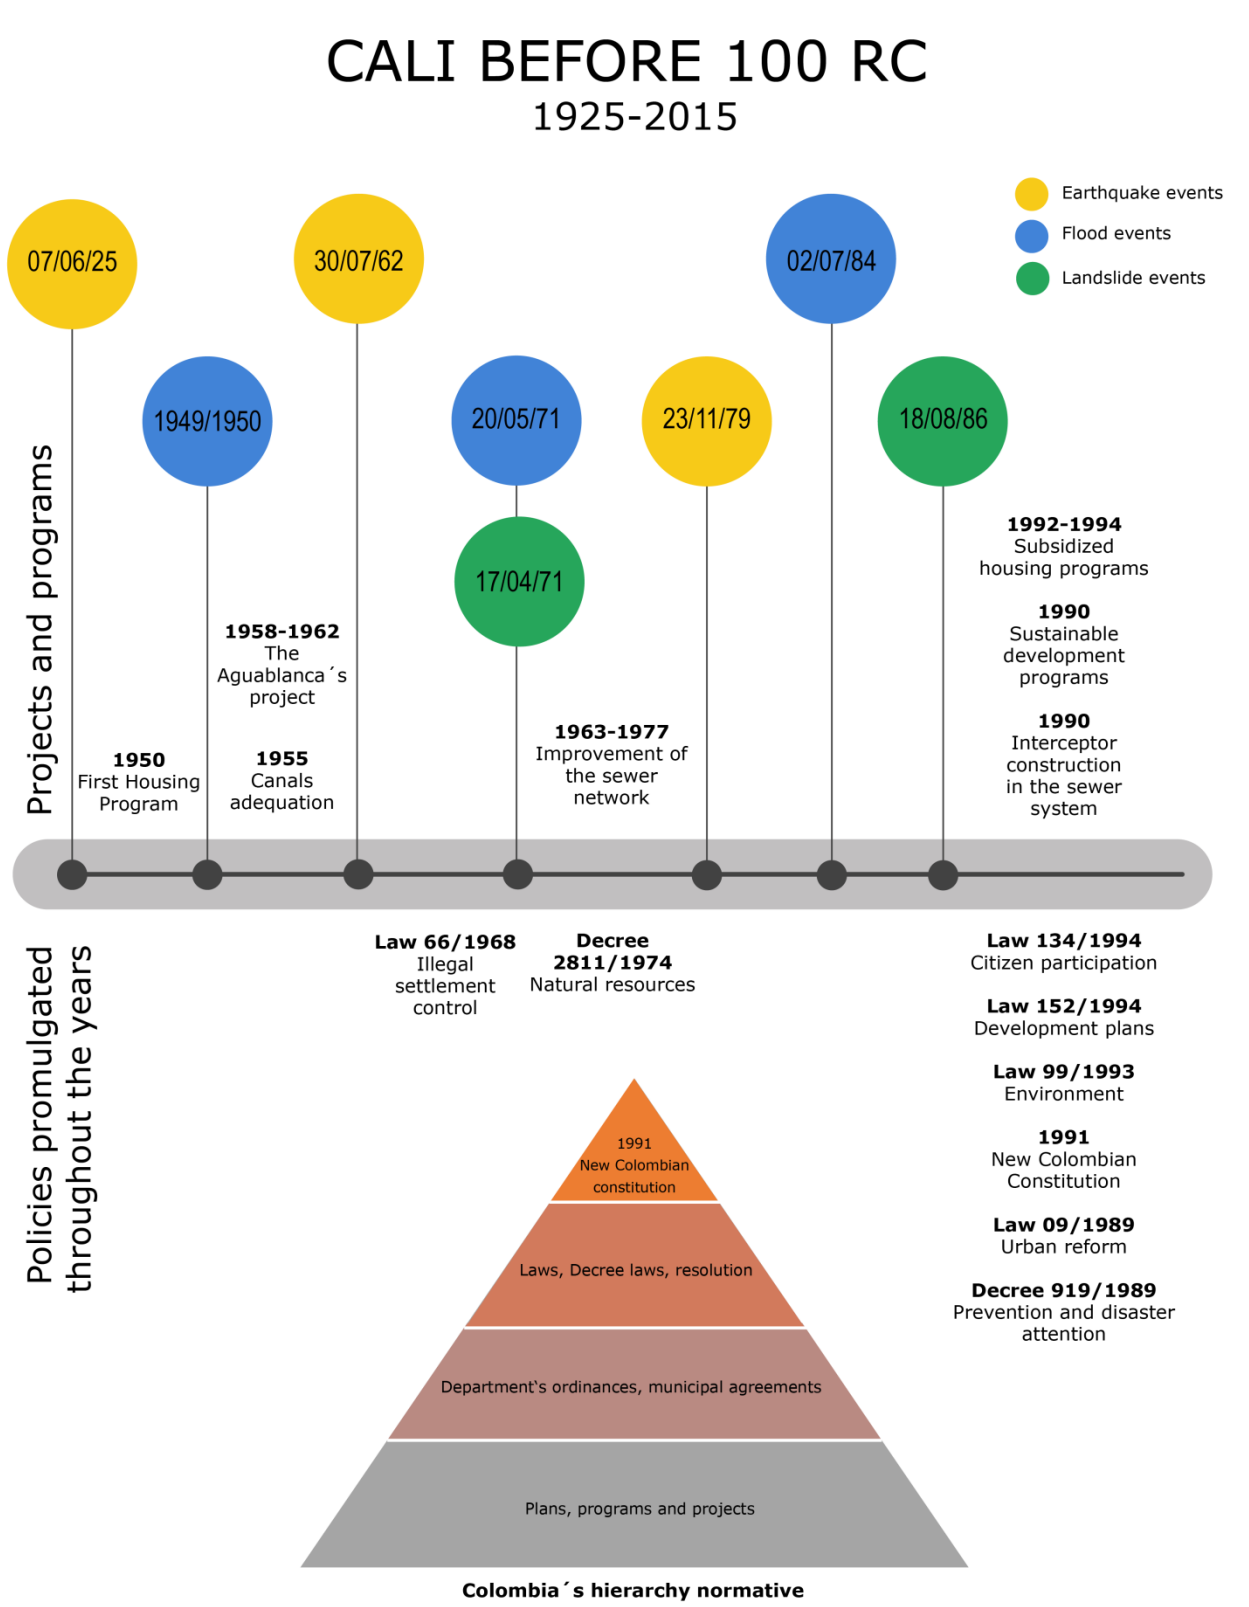 CALI BEFORE 100 RC
1925-2015
Earthquake events
Flood events
Landslide events
07/06/25
30/07/62
02/07/84
1949/1950
20/05/71
23/11/79
18/08/86
17/04/71
Projects and programs
1950
First Housing
Program
1958-1962
The
Aguablanca´s
project
1955
Canals
adequation
1963-1977
Improvement of
the sewer
network
1992-1994
Subsidized
housing programs
1990
Sustainable
development
programs
1990
Interceptor
construction
in the sewer
system
Policies promulgated
throughout the years
Law 66/1968
Illegal
settlement
control
Decree
2811/1974
Natural resources
Law 134/1994
Citizen participation
Law 152/1994
Development plans
Law 99/1993
Environment
1991
New Colombian
Constitution
Law 09/1989
Urban reform
Decree 919/1989
Prevention and disaster
attention
1991
New Colombian
constitution
Laws, Decree laws, resolution
Department's ordinances, municipal agreements
Plans, programs and projects
Colombia´s hierarchy normative